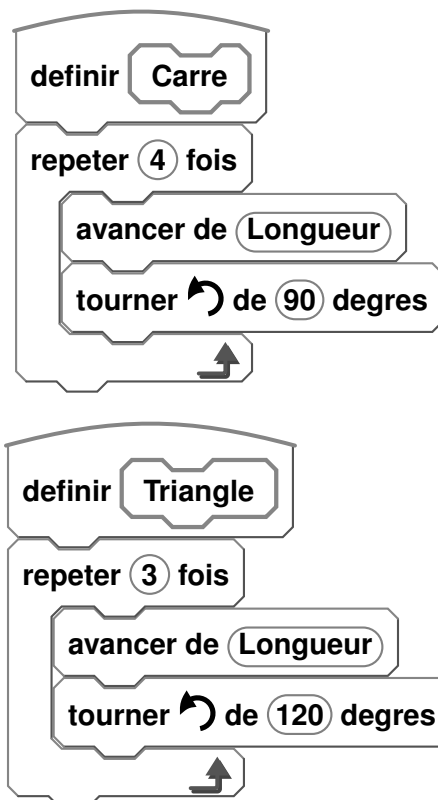 definir Carre
repeter 4 fois
avancer de Longueur
tourner de 90 degres
definir Triangle
repeter 3 fois
avancer de Longueur
tourner de 120 degres